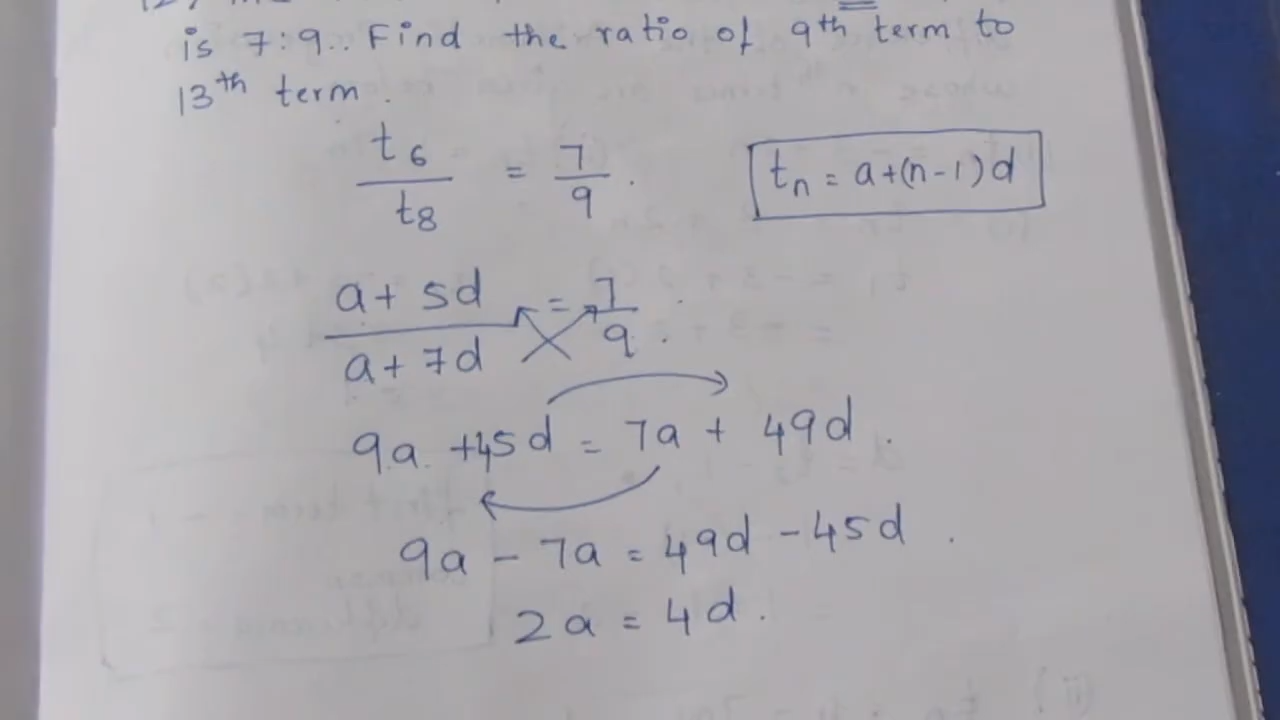 is 7:9.. Find the ratio of 9th term to
13th term.
t6/t8 = 7/9.
tn = a+(n-1)d
a+5d/a+7d = 7/9.
9a +45d = 7a + 49d.
9a - 7a = 49d - 45d.
2a = 4d.